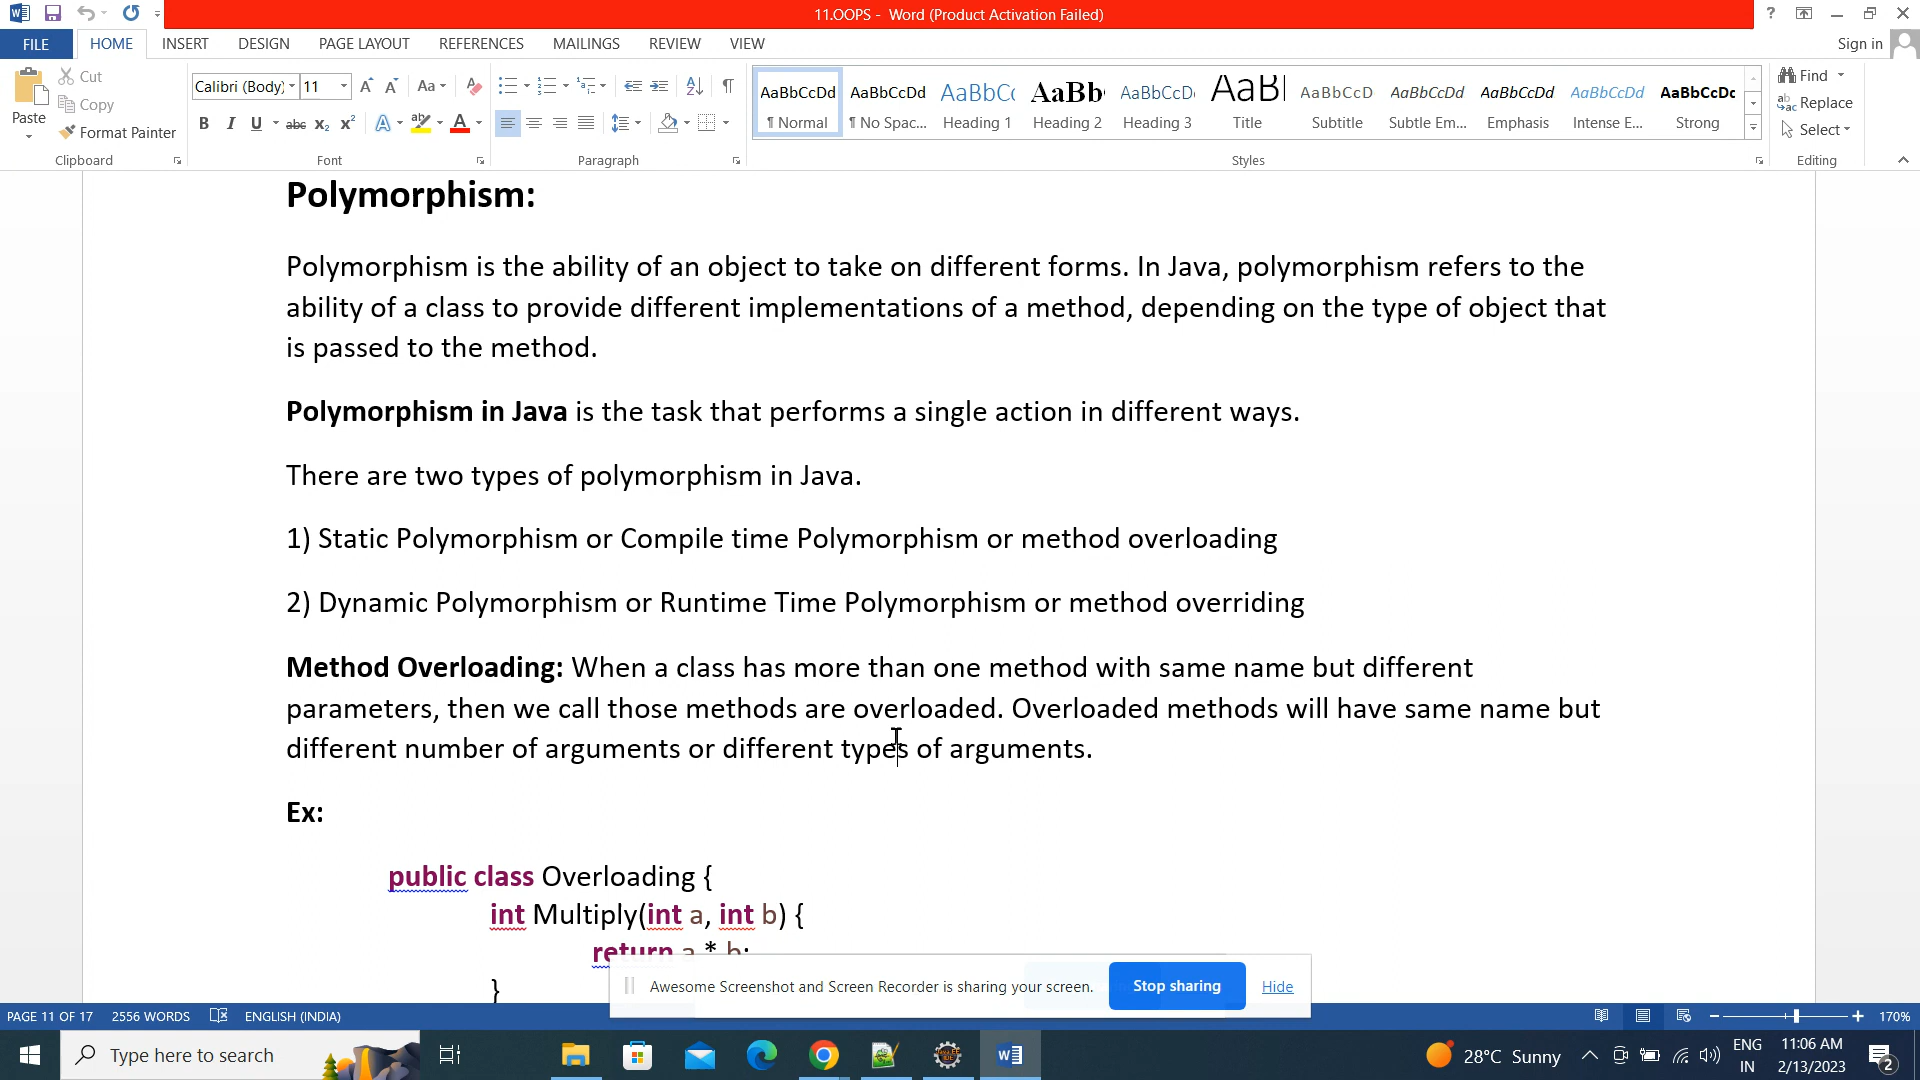 11.OOPS - Word (Product Activation Failed)
FILE HOME INSERT DESIGN PAGE LAYOUT REFERENCES MAILINGS REVIEW VIEW Sign in
Cut
Copy
Format Painter
Paste
Clipboard
Calibri (Body) 11
Font
Paragraph
AaBbCcDd AaBbCcDd AaBbCc AaBb AaBbCcD AaB AaBbCcD AaBbCcDd AaBbCcDd AaBbCcDd AaBbCcDc
¶ Normal ¶ No Spac... Heading 1 Heading 2 Heading 3 Title Subtitle Subtle Em... Emphasis Intense E... Strong
Styles
Find
Replace
Select
Editing
Polymorphism:
Polymorphism is the ability of an object to take on different forms. In Java, polymorphism refers to the
ability of a class to provide different implementations of a method, depending on the type of object that
is passed to the method.
Polymorphism in Java is the task that performs a single action in different ways.
There are two types of polymorphism in Java.
1) Static Polymorphism or Compile time Polymorphism or method overloading
2) Dynamic Polymorphism or Runtime Time Polymorphism or method overriding
Method Overloading: When a class has more than one method with same name but different
parameters, then we call those methods are overloaded. Overloaded methods will have same name but
different number of arguments or different types of arguments.
Ex:
public class Overloading {
int Multiply(int a, int b) {
return a * b;
}
Awesome Screenshot and Screen Recorder is sharing your screen. Stop sharing Hide
PAGE 11 OF 17 2556 WORDS ENGLISH (INDIA) 170%
Type here to search
28°C Sunny
ENG
IN
11:06 AM
2/13/2023
2